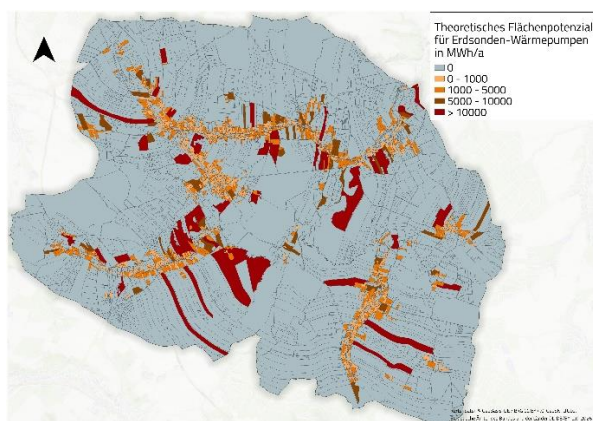 Theoretisches Flächenpotenzial
für Erdsonden-Wärmepumpen
in MWh/a
0
0 - 1000
1000 - 5000
5000 - 10000
> 10000